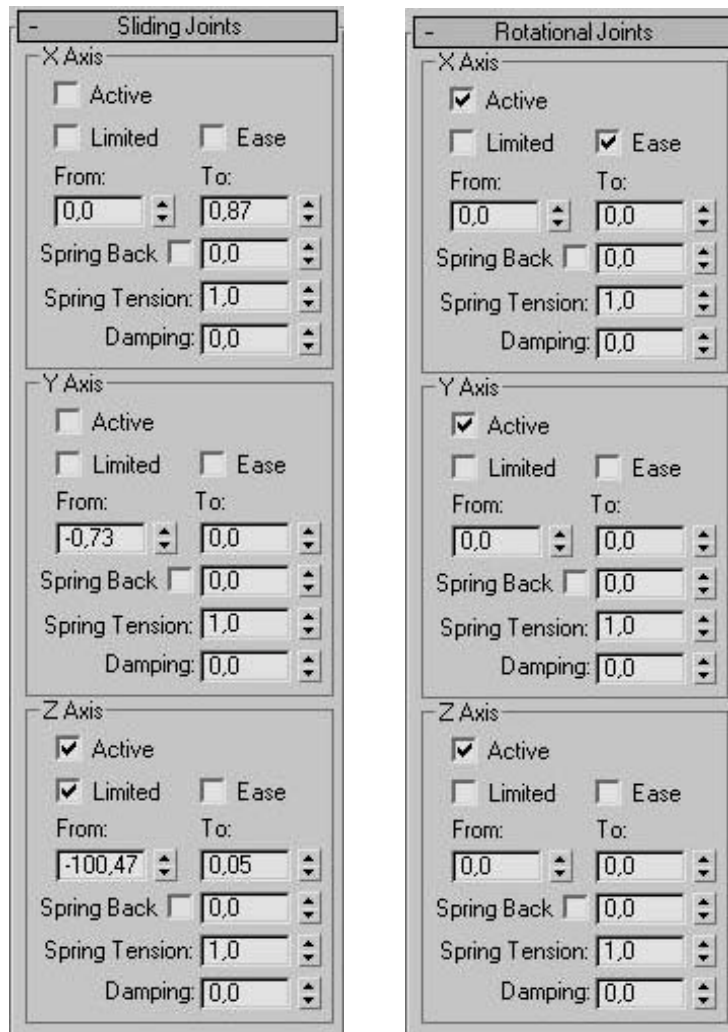 - Sliding Joints
X Axis
Active
Limited Ease
From: To:
0,0 0,87
Spring Back 0,0
Spring Tension: 1,0
Damping: 0,0
Y Axis
Active
Limited Ease
From: To:
-0,73 0,0
Spring Back 0,0
Spring Tension: 1,0
Damping: 0,0
Z Axis
Active
Limited Ease
From: To:
-100,47 0,05
Spring Back 0,0
Spring Tension: 1,0
Damping: 0,0
- Rotational Joints
X Axis
Active
Limited Ease
From: To:
0,0 0,0
Spring Back 0,0
Spring Tension: 1,0
Damping: 0,0
Y Axis
Active
Limited Ease
From: To:
0,0 0,0
Spring Back 0,0
Spring Tension: 1,0
Damping: 0,0
Z Axis
Active
Limited Ease
From: To:
0,0 0,0
Spring Back 0,0
Spring Tension: 1,0
Damping: 0,0